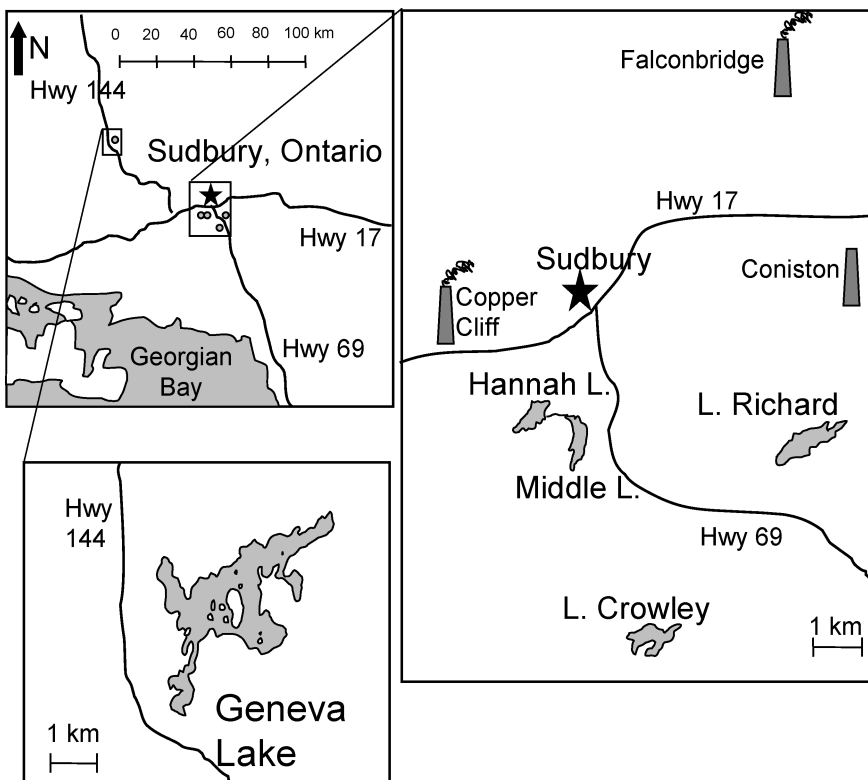 N
0 20 40 60 80 100 km
Hwy 144
Sudbury, Ontario
Hwy 17
Hwy 69
Georgian
Bay
Falconbridge
Hwy 17
Sudbury
Coniston
Copper
Cliff
Hannah L.
L. Richard
Middle L.
Hwy 69
L. Crowley
1 km
Hwy
144
Geneva
Lake
1 km